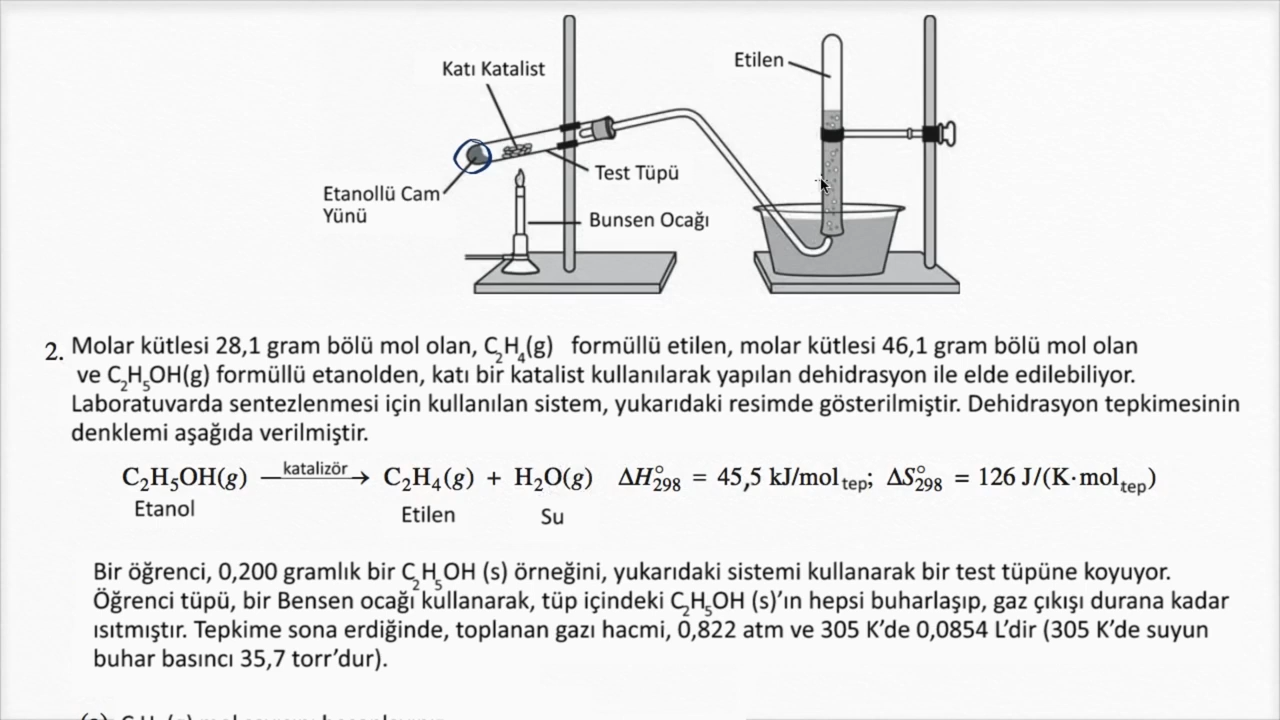 Katı Katalist
Etilen
Test Tüpü
Etanollü Cam
Yünü
Bunsen Ocağı
2. Molar kütlesi 28,1 gram bölü mol olan, C₂H₄(g) formüllü etilen, molar kütlesi 46,1 gram bölü mol olan
ve C₂H₅OH(g) formüllü etanolden, katı bir katalist kullanılarak yapılan dehidrasyon ile elde edilebiliyor.
Laboratuvarda sentezlenmesi için kullanılan sistem, yukarıdaki resimde gösterilmiştir. Dehidrasyon tepkimesinin
denklemi aşağıda verilmiştir.
katalizör
C₂H₅OH(g) ⟶ C₂H₄(g) + H₂O(g) ΔH°₂₉₈ = 45,5 kJ/mol tep; ΔS°₂₉₈ = 126 J/(K·mol tep)
Etanol Etilen Su
Bir öğrenci, 0,200 gramlık bir C₂H₅OH (s) örneğini, yukarıdaki sistemi kullanarak bir test tüpüne koyuyor.
Öğrenci tüpü, bir Bensen ocağı kullanarak, tüp içindeki C₂H₅OH (s)'ın hepsi buharlaşıp, gaz çıkışı durana kadar
ısıtmıştır. Tepkime sona erdiğinde, toplanan gazı hacmi, 0,822 atm ve 305 K'de 0,0854 L'dir (305 K'de suyun
buhar basıncı 35,7 torr'dur).